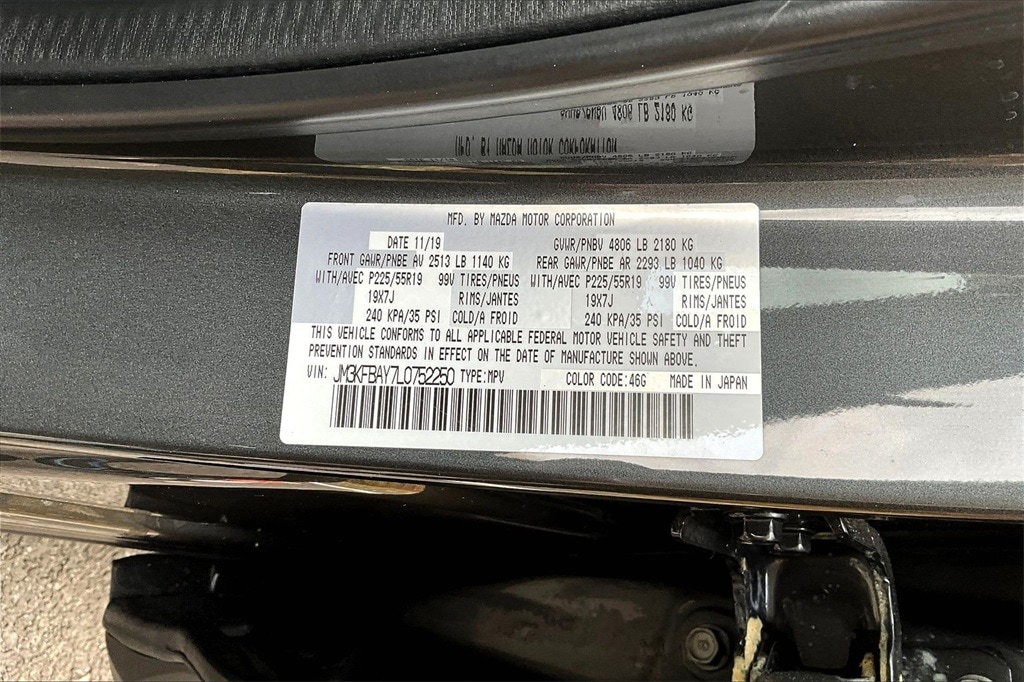 MFD. BY MAZDA MOTOR CORPORATION
DATE 11/19 GVWR/PNBV 4806 LB 2180 KG
FRONT GAWR/PNBE AV 2513 LB 1140 KG REAR GAWR/PNBE AR 2293 LB 1040 KG
WITH/AVEC P225/55R19 99V TIRES/PNEUS WITH/AVEC P225/55R19 99V TIRES/PNEUS
19X7J RIMS/JANTES 19X7J RIMS/JANTES
240 KPA/35 PSI COLD/A FROID 240 KPA/35 PSI COLD/A FROID
THIS VEHICLE CONFORMS TO ALL APPLICABLE FEDERAL MOTOR VEHICLE SAFETY AND THEFT
PREVENTION STANDARDS IN EFFECT ON THE DATE OF MANUFACTURE SHOWN ABOVE.
VIN: JM3KFBAY7L0752250 TYPE:MPV COLOR CODE:46G MADE IN JAPAN